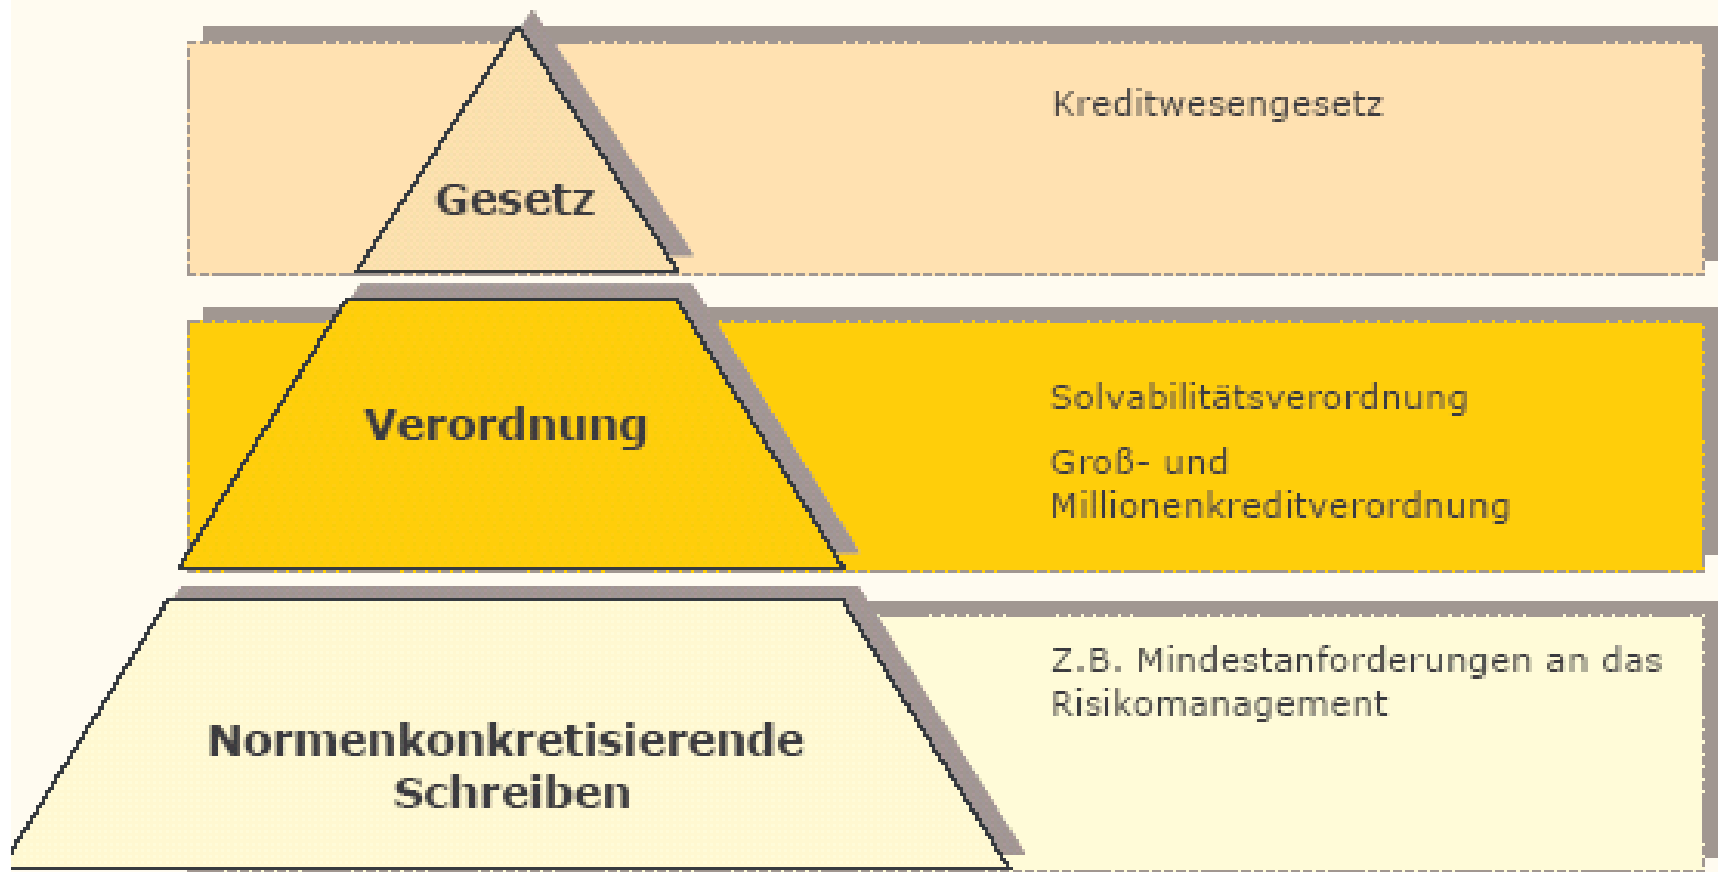 Kreditwesengesetz
Gesetz
Solvabilitätsverordnung
Verordnung
Groß- und
Millionenkreditverordnung
Z.B. Mindestanforderungen an das
Risikomanagement
Normenkonkretisierende
Schreiben